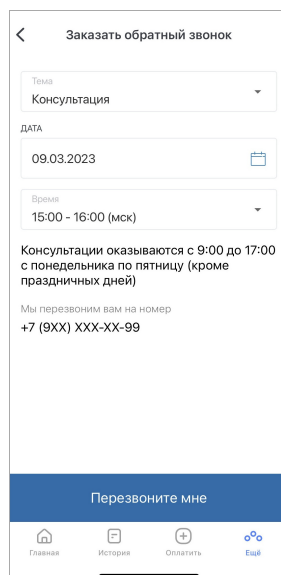 Заказать обратный звонок
Тема
Консультация
ДАТА
09.03.2023
Время
15:00 - 16:00 (мск)
Консультации оказываются с 9:00 до 17:00
с понедельника по пятницу (кроме
праздничных дней)
Мы перезвоним вам на номер
+7 (9XX) XXX-XX-99
Перезвоните мне
Главная
История
Оплатить
Ещё